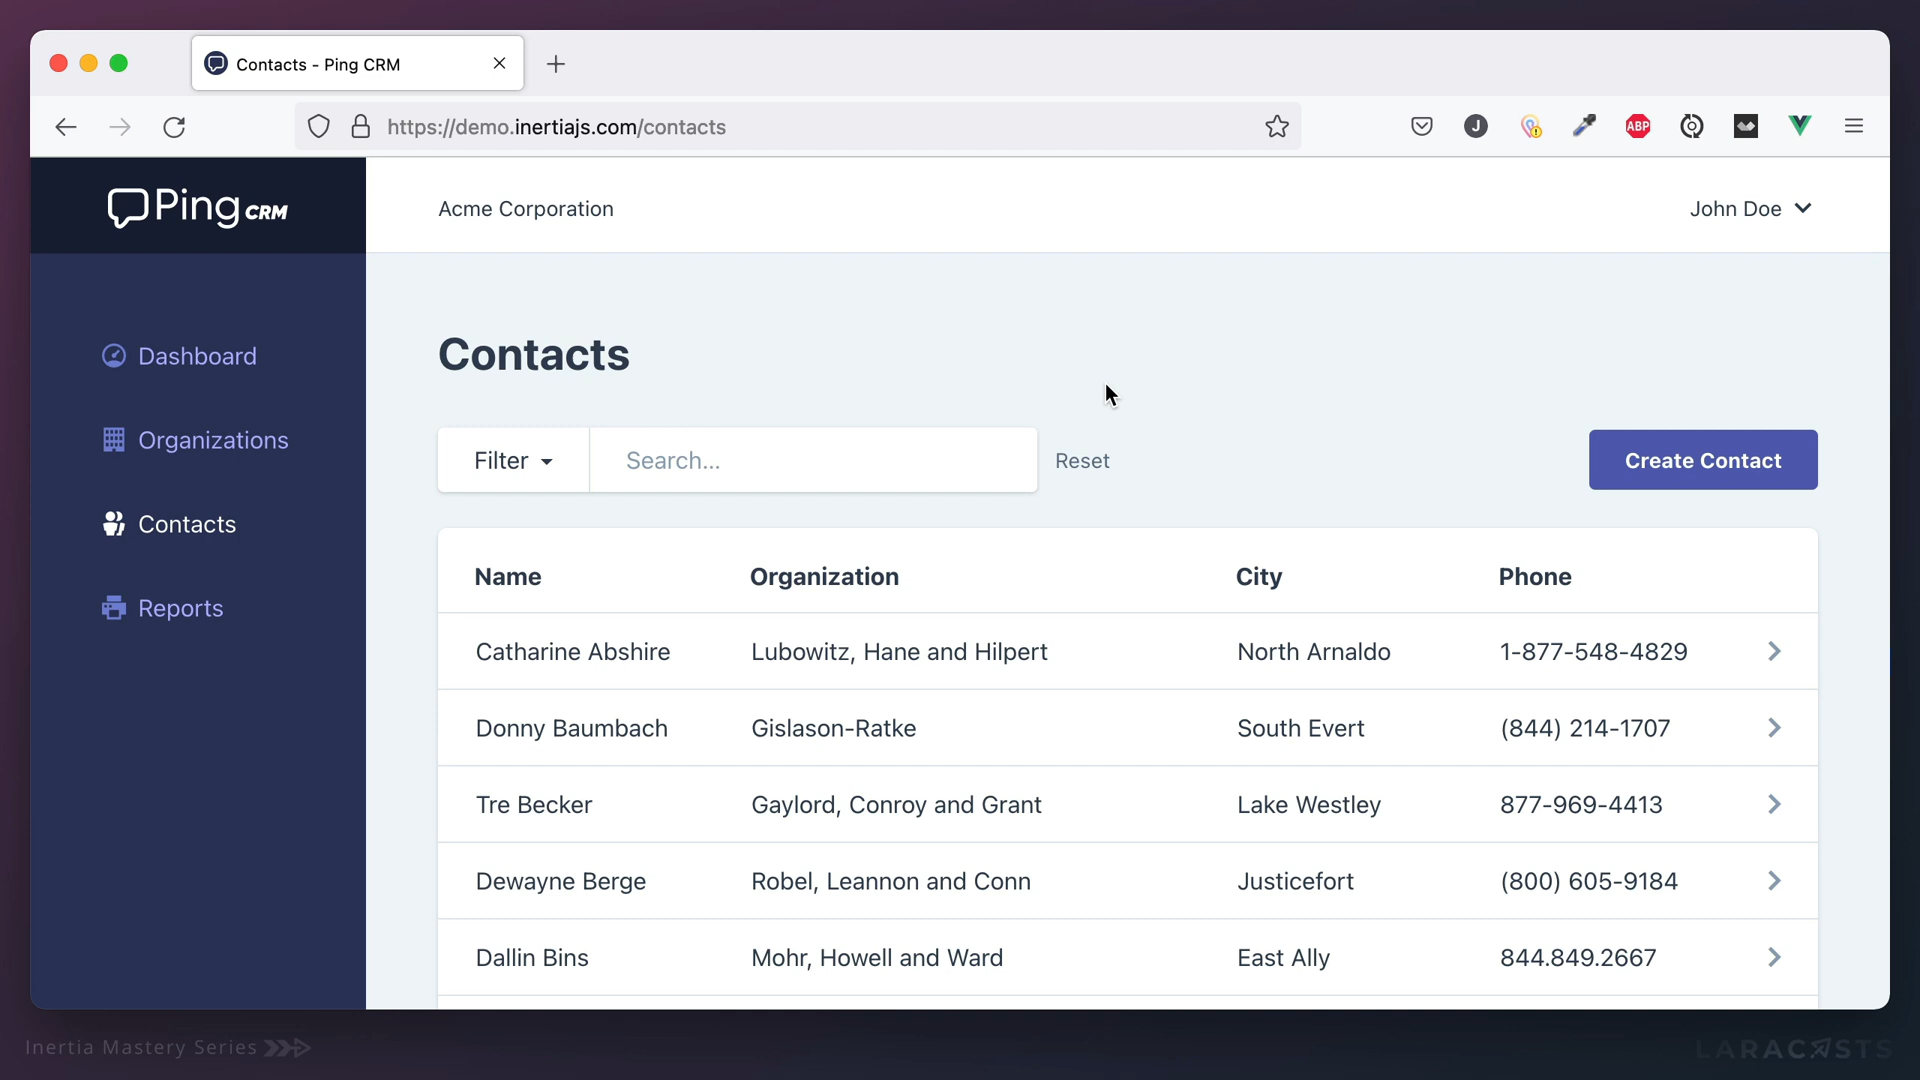 Contacts - Ping CRM
https://demo.inertiajs.com/contacts
J
ABP
Ping CRM
Acme Corporation
John Doe
Dashboard
Organizations
Contacts
Reports
Contacts
Filter
Search...
Reset
Create Contact
Name Organization City Phone
Catharine Abshire Lubowitz, Hane and Hilpert North Arnaldo 1-877-548-4829
Donny Baumbach Gislason-Ratke South Evert (844) 214-1707
Tre Becker Gaylord, Conroy and Grant Lake Westley 877-969-4413
Dewayne Berge Robel, Leannon and Conn Justicefort (800) 605-9184
Dallin Bins Mohr, Howell and Ward East Ally 844.849.2667
Inertia Mastery Series
LARACASTS